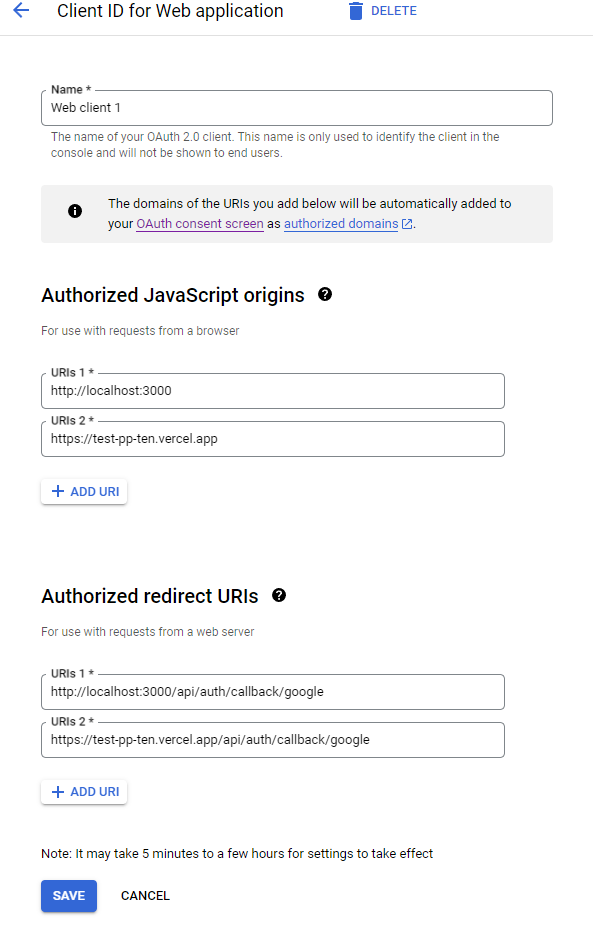 Client ID for Web application
DELETE
Name *
Web client 1
The name of your OAuth 2.0 client. This name is only used to identify the client in the
console and will not be shown to end users.
The domains of the URIs you add below will be automatically added to
your OAuth consent screen as authorized domains.
Authorized JavaScript origins
For use with requests from a browser
URIs 1 *
http://localhost:3000
URIs 2 *
https://test-pp-ten.vercel.app
ADD URI
Authorized redirect URIs
For use with requests from a web server
URIs 1 *
http://localhost:3000/api/auth/callback/google
URIs 2 *
https://test-pp-ten.vercel.app/api/auth/callback/google
ADD URI
Note: It may take 5 minutes to a few hours for settings to take effect
SAVE
CANCEL